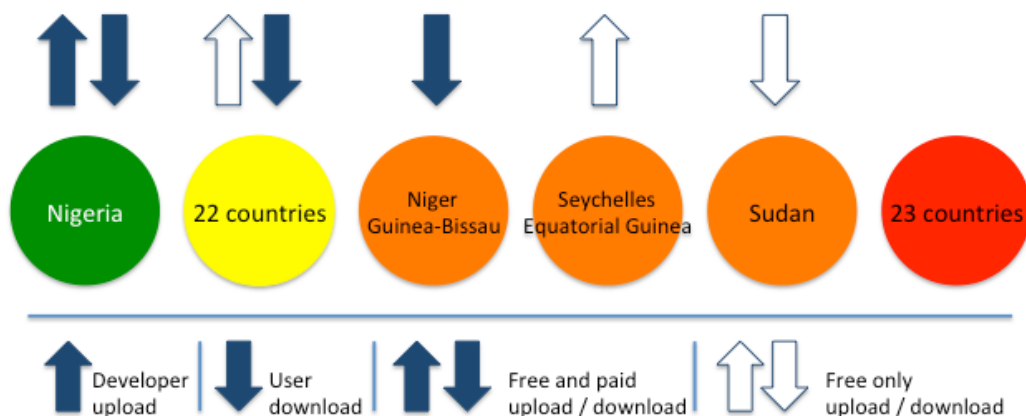 Nigeria
22 countries
Niger
Guinea-Bissau
Seychelles
Equatorial Guinea
Sudan
23 countries
Developer
upload
User
download
Free and paid
upload / download
Free only
upload / download